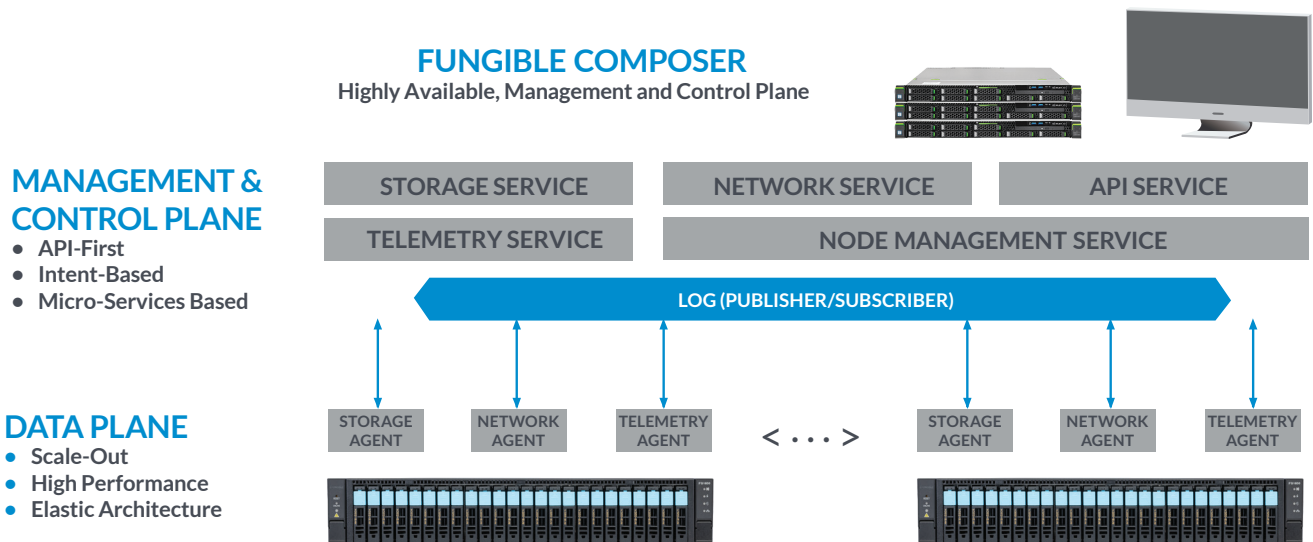 FUNGIBLE COMPOSER
Highly Available, Management and Control Plane
MANAGEMENT &
CONTROL PLANE
● API-First
● Intent-Based
● Micro-Services Based
STORAGE SERVICE
NETWORK SERVICE
API SERVICE
TELEMETRY SERVICE
NODE MANAGEMENT SERVICE
LOG (PUBLISHER/SUBSCRIBER)
DATA PLANE
● Scale-Out
● High Performance
● Elastic Architecture
STORAGE
AGENT
NETWORK
AGENT
TELEMETRY
AGENT
< . . . >
STORAGE
AGENT
NETWORK
AGENT
TELEMETRY
AGENT